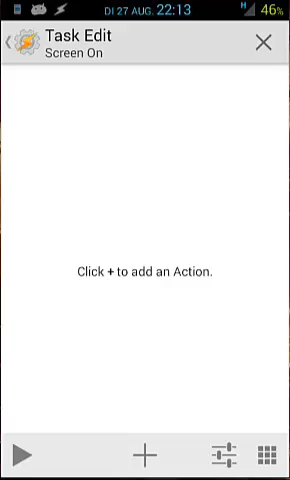 DI 27 AUG. 22:13
H
46%
Task Edit
Screen On
Click + to add an Action.